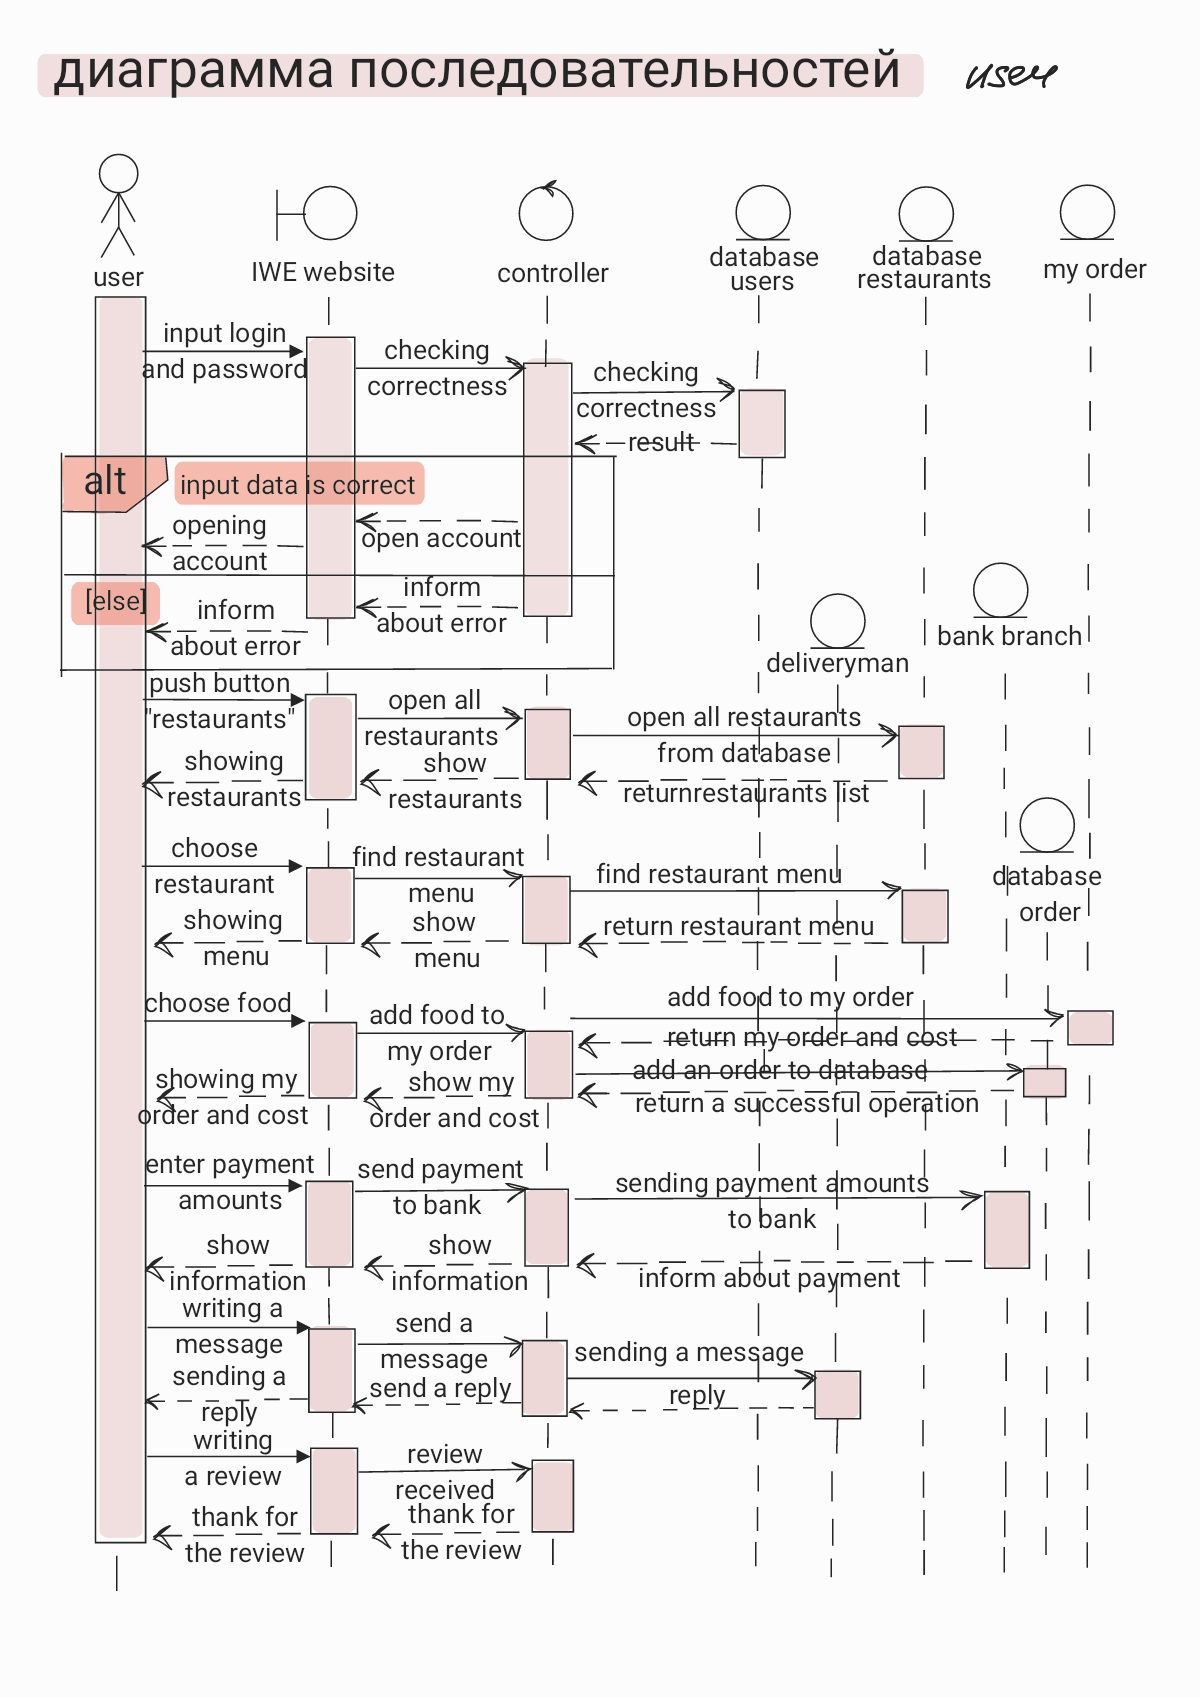 диаграмма последовательностей
user
user
IWE website
controller
database
users
database
restaurants
my order
input login
and password
checking
correctness
checking
correctness
result
alt
input data is correct
open account
opening
account
[else]
inform
about error
inform
about error
deliveryman
bank branch
push button
"restaurants"
open all
restaurants
open all restaurants
from database
showing
restaurants
show
restaurants
returnrestaurants list
database
order
choose
restaurant
find restaurant
menu
find restaurant menu
showing
menu
show
menu
return restaurant menu
choose food
add food to
my order
add food to my order
return my order and cost
add an order to database
return a successful operation
showing my
order and cost
show my
order and cost
enter payment
amounts
send payment
to bank
sending payment amounts
to bank
show
information
show
information
inform about payment
writing a
message
send a
message
sending a message
sending a
reply
send a reply
reply
writing
a review
review
received
thank for
the review
thank for
the review